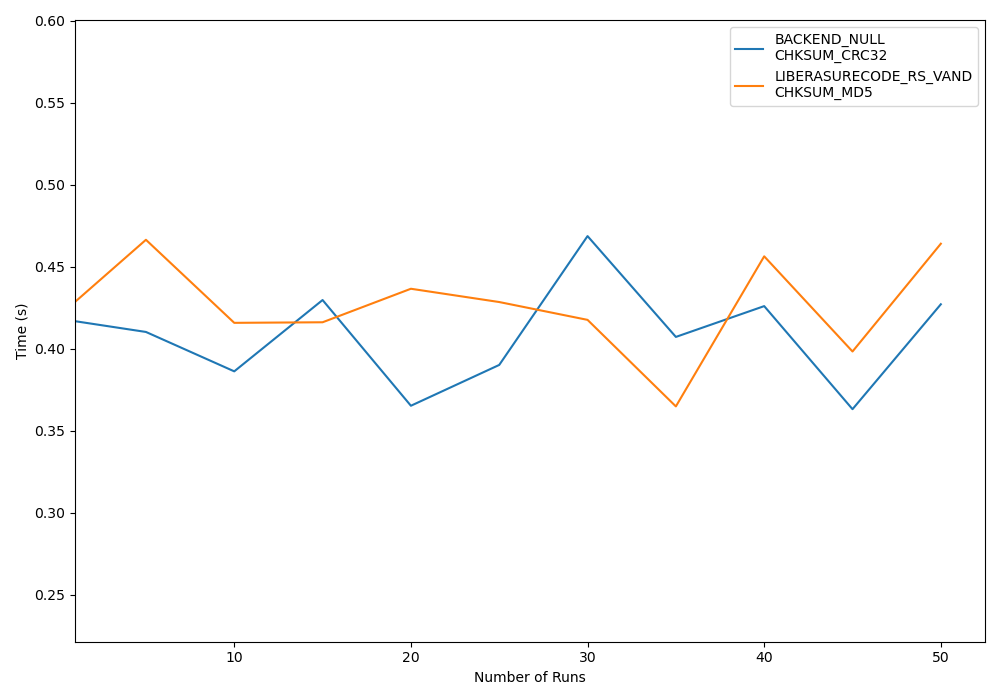 0.60
0.55
0.50
0.45
0.40
0.35
0.30
0.25
Time (s)
10
20
30
40
50
Number of Runs
BACKEND_NULL
CHKSUM_CRC32
LIBERASURECODE_RS_VAND
CHKSUM_MD5